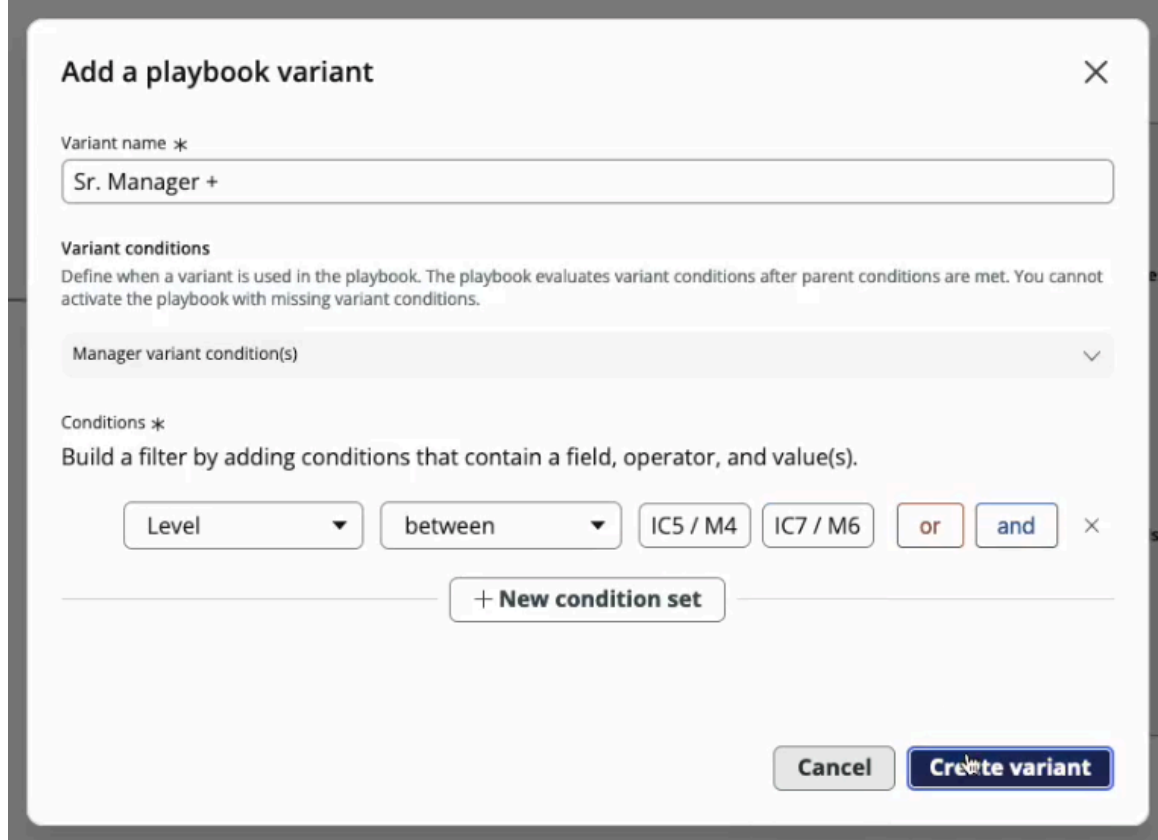 Add a playbook variant
Variant name *
Sr. Manager +
Variant conditions
Define when a variant is used in the playbook. The playbook evaluates variant conditions after parent conditions are met. You cannot
activate the playbook with missing variant conditions.
Manager variant condition(s)
Conditions *
Build a filter by adding conditions that contain a field, operator, and value(s).
Level between IC5 / M4 IC7 / M6 or and
+ New condition set
Cancel Create variant